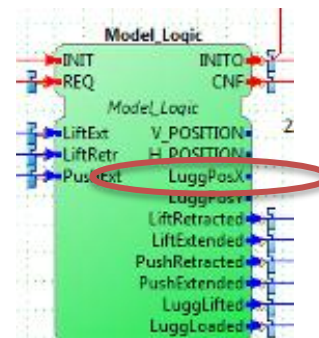 Model_Logic
INIT INITO
REQ CNF
Model_Logic
LiftExt V_POSITION
LiftRetr H_POSITION
PushExt LuggPosX
LuggPosY
LiftRetracted
LiftExtended
PushRetracted
PushExtended
LuggLifted
LuggLoaded
2